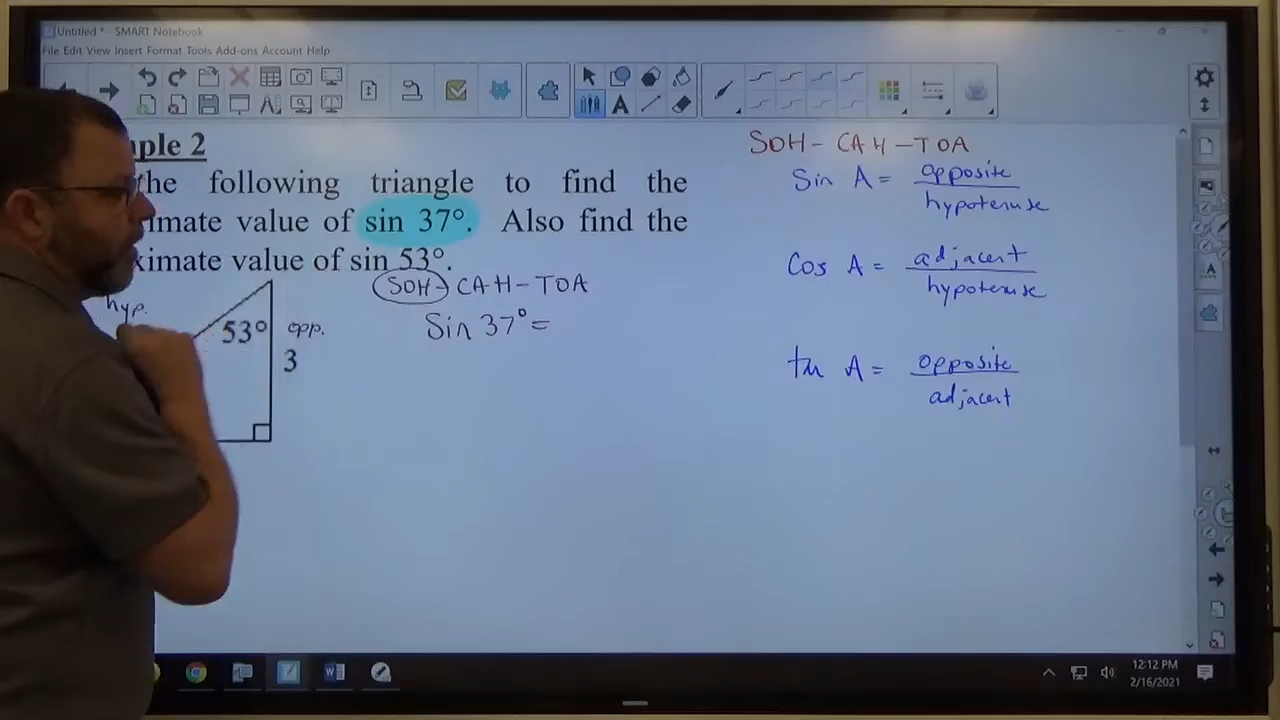 Untitled * - SMART Notebook
File Edit View Insert Format Tools Add-ons Account Help
ple 2
the following triangle to find the
imate value of sin 37°. Also find the
ximate value of sin 53°.
SOH-CAH-TOA
Sin 37° =
hyp.
53°
opp.
3
SOH-CAH-TOA
Sin A = opposite
hypotenuse
Cos A = adjacent
hypotenuse
tan A = opposite
adjacent
12:12 PM
2/16/2021